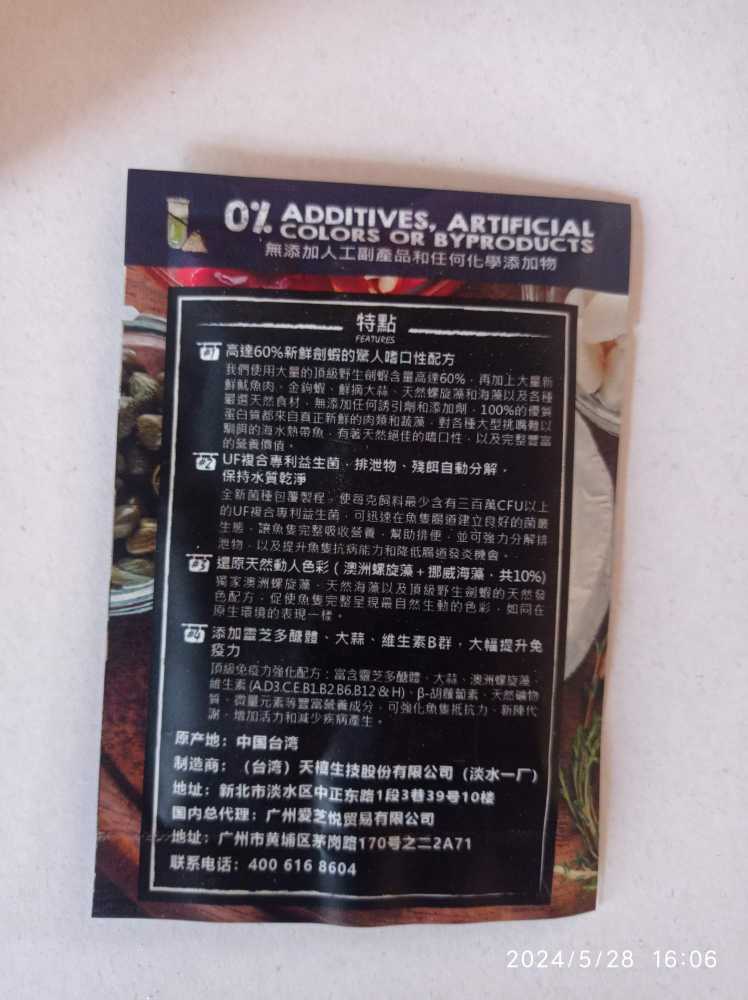 0% ADDITIVES, ARTIFICIAL
COLORS OR BYPRODUCTS
無添加人工副產品和任何化學添加物
特點
FEATURES
#1 高達60%新鮮劍蝦的驚人嗜口性配方
我們使用大量的頂級野生劍蝦含量高達60%，再加上大量新
鮮魷魚肉、金鉤蝦、鮮摘大蒜、天然螺旋藻和海藻以及各種
嚴選天然食材，無添加任何誘引劑和添加劑，100%的優質
蛋白質都來自真正新鮮的肉類和蔬菜，對各種大型挑嘴難以
馴餌的海水熱帶魚，有著天然絕佳的嗜口性，以及完整豐富
的營養價值。
#2 UF複合專利益生菌，排泄物、殘餌自動分解，
保持水質乾淨
全新菌種包覆製程，使每克飼料最少含有三百萬CFU以上
的UF複合專利益生菌，可迅速在魚隻腸道建立良好的菌叢
生態，讓魚隻完整吸收營養，幫助排便，並可強力分解排
泄物，以及提升魚隻抗病能力和降低腸道發炎機會。
#3 還原天然動人色彩（澳洲螺旋藻+挪威海藻，共10%）
獨家澳洲螺旋藻、天然海藻以及頂級野生劍蝦的天然發
色配方，促使魚隻完整呈現最自然生動的色彩，如同在
原生環境的表現一樣。
#4 添加靈芝多醣體、大蒜、維生素B群，大幅提升免
疫力
頂級免疫力強化配方：富含靈芝多醣體、大蒜、澳洲螺旋藻、
維生素(A.D3.C.E.B1.B2.B6.B12＆H)、β-胡蘿蔔素、天然礦物
質、微量元素等豐富營養成分，可強化魚隻抵抗力、新陳代
謝，增加活力和減少疾病產生。
原产地：中国台湾
制造商：（台湾）天禧生技股份有限公司（淡水一厂）
地址：新北市淡水区中正东路1段3巷39号10楼
国内总代理：广州爱芝悦贸易有限公司
地址：广州市黄埔区茅岗路170号之二2A71
联系电话：400 616 8604
2024/5/28 16:06